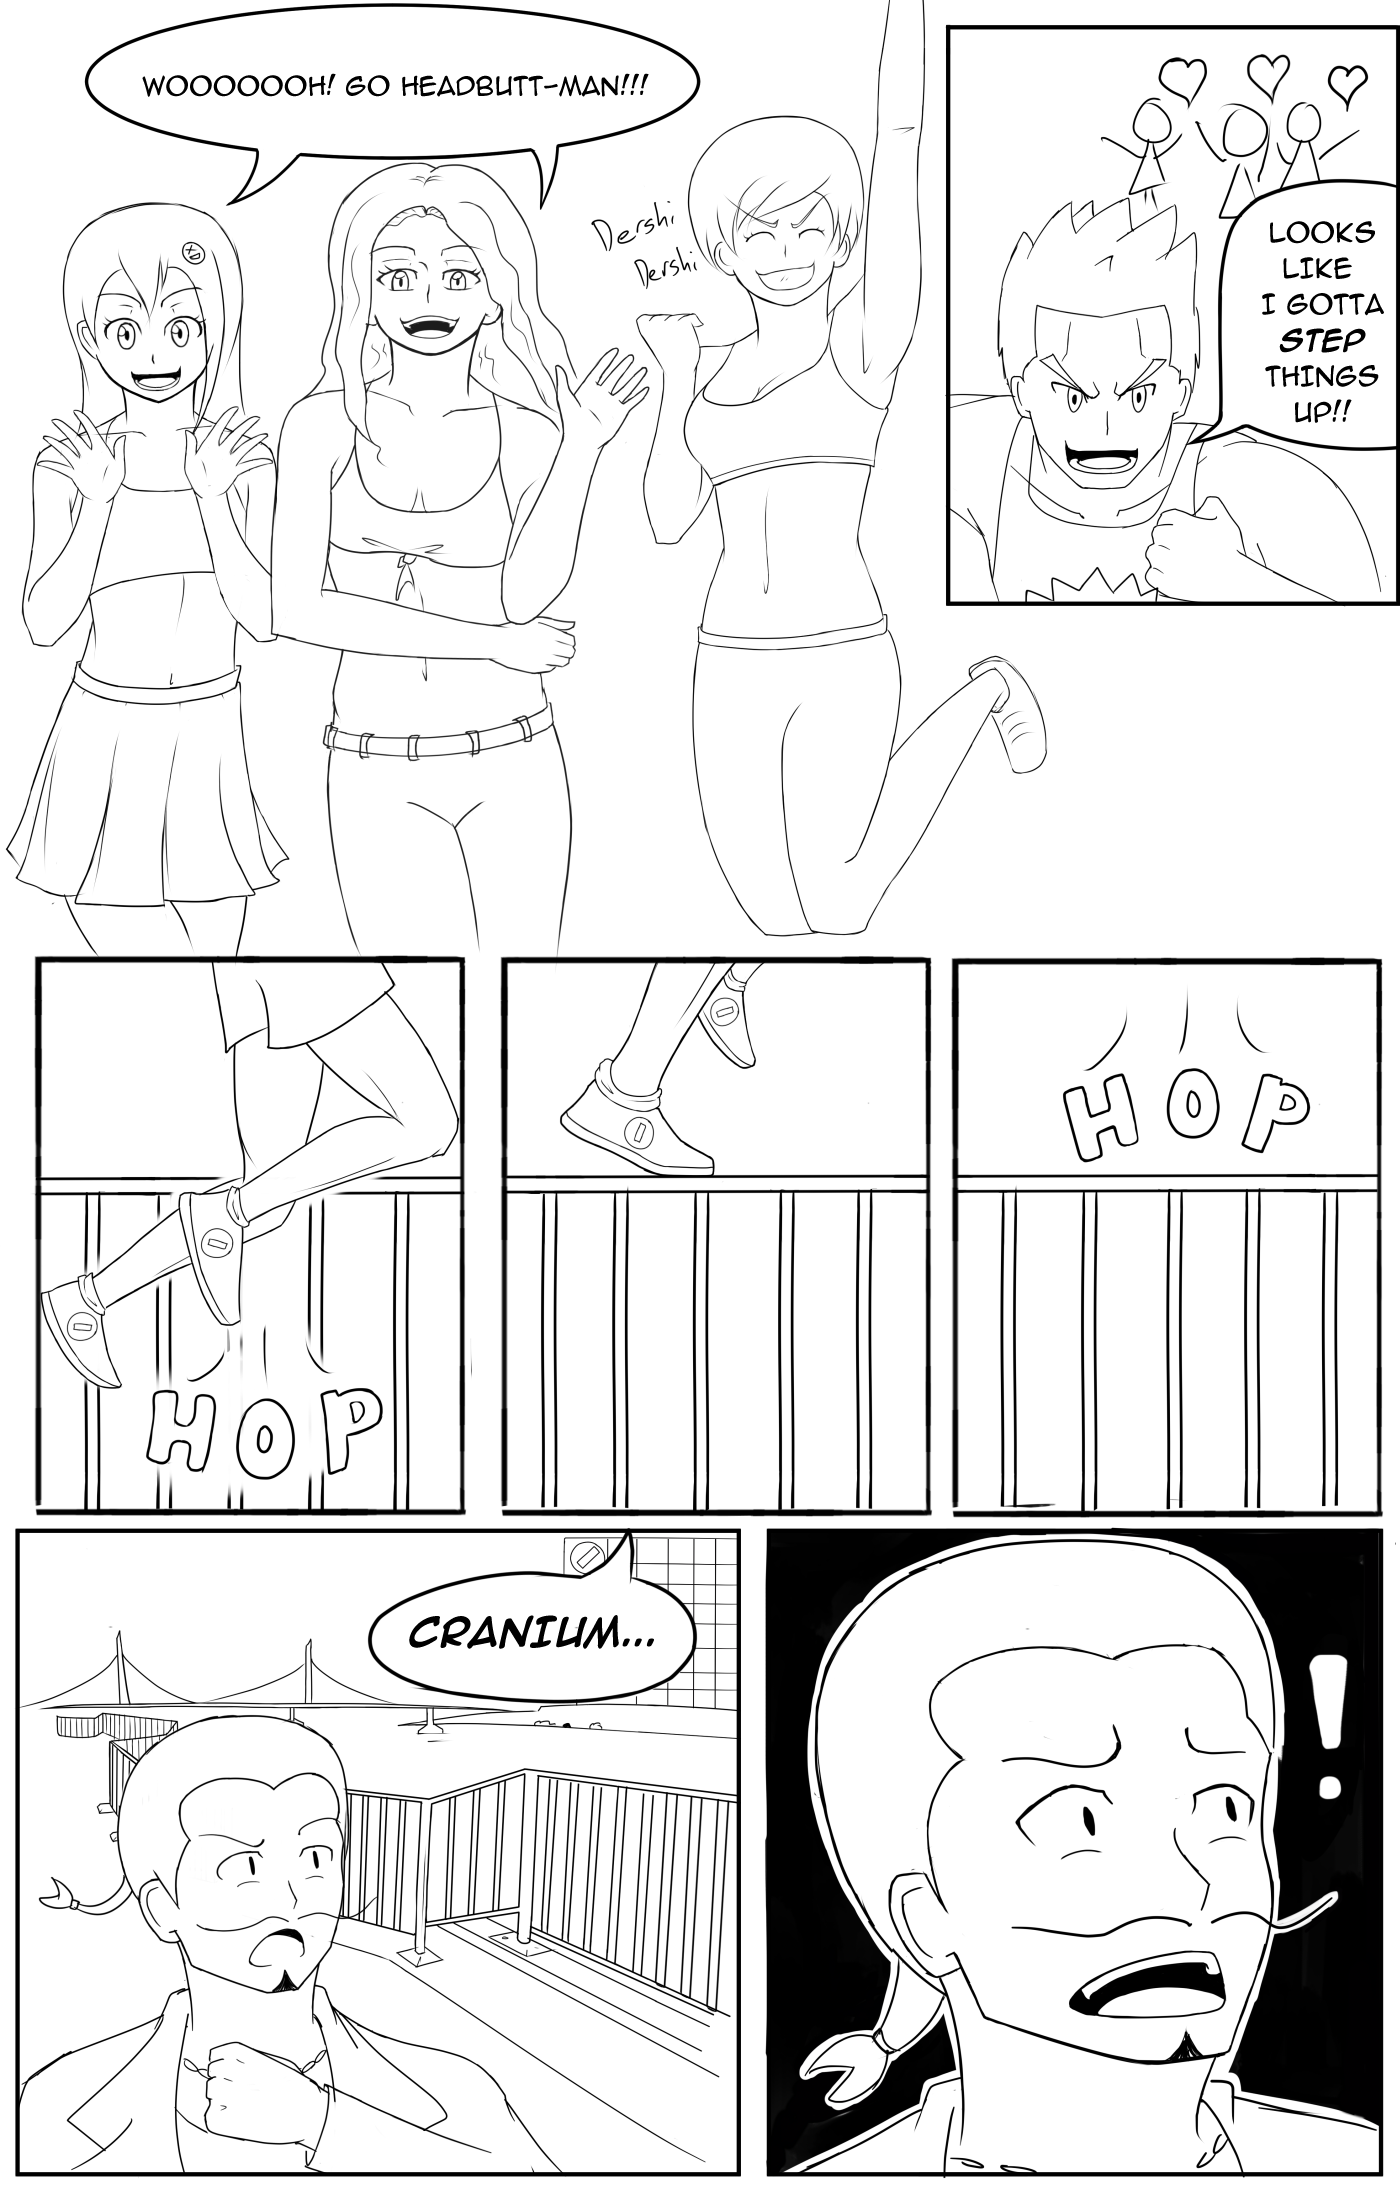 WOOOOOOH! GO HEADBUTT-MAN!!!
Dershi
Dershi
LOOKS
LIKE
I GOTTA
STEP
THINGS
UP!!
HOP
HOP
CRANIUM...
!